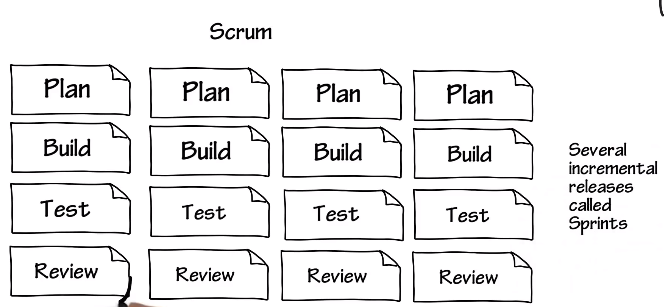 Scrum
Plan Plan Plan Plan
Build Build Build Build
Test Test Test Test
Review Review Review Review
Several
incremental
releases
called
Sprints